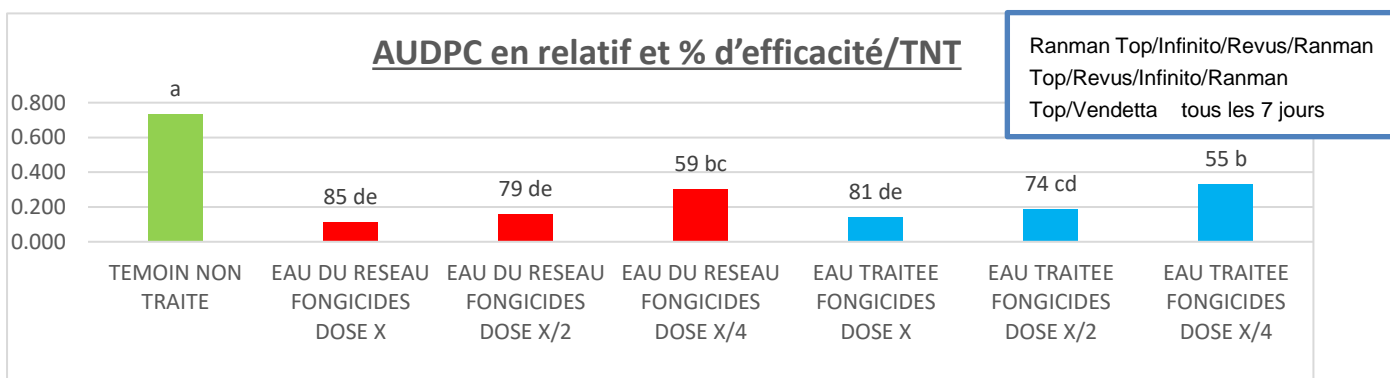 AUDPC en relatif et % d'efficacité/TNT
Ranman Top/Infinito/Revus/Ranman
Top/Revus/Infinito/Ranman
Top/Vendetta tous les 7 jours
0.800
0.600
0.400
0.200
0.000
a
85 de
79 de
59 bc
81 de
74 cd
55 b
TEMOIN NON
TRAITE
EAU DU RESEAU
FONGICIDES
DOSE X
EAU DU RESEAU
FONGICIDES
DOSE X/2
EAU DU RESEAU
FONGICIDES
DOSE X/4
EAU TRAITEE
FONGICIDES
DOSE X
EAU TRAITEE
FONGICIDES
DOSE X/2
EAU TRAITEE
FONGICIDES
DOSE X/4